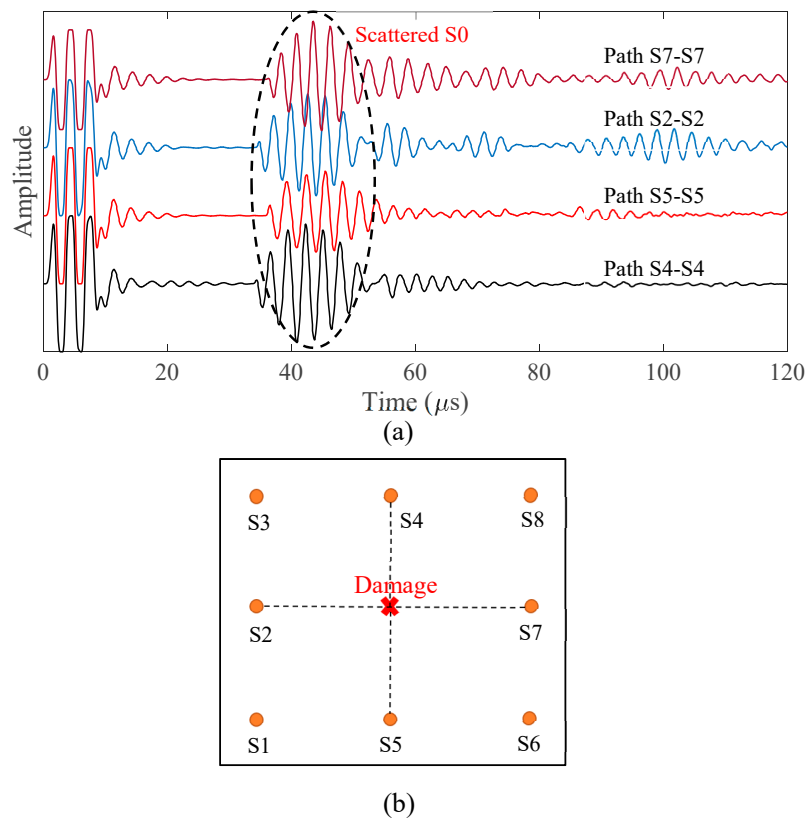 Scattered S0
Path S7-S7
Path S2-S2
Path S5-S5
Path S4-S4
Amplitude
0 20 40 60 80 100 120
Time (μs)
(a)
S3 S4 S8
Damage
S2 S7
S1 S5 S6
(b)